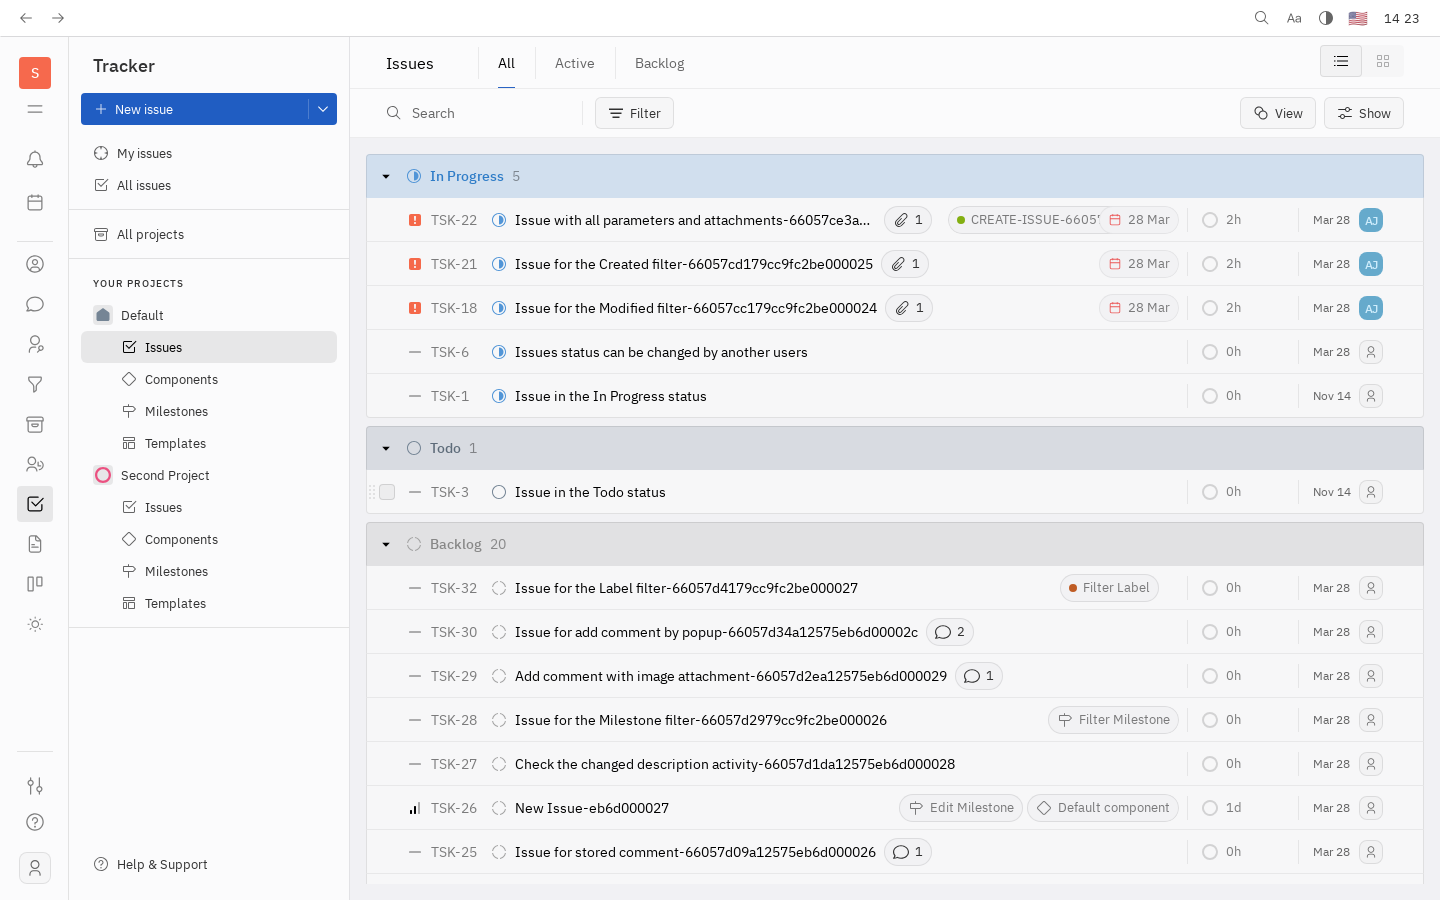 Aa
14 23
S
Tracker
New issue
My issues
All issues
All projects
YOUR PROJECTS
Default
Issues
Components
Milestones
Templates
Second Project
Issues
Components
Milestones
Templates
Help & Support
Issues
All
Active
Backlog
Search
Filter
View
Show
In Progress 5
TSK-22 Issue with all parameters and attachments-66057ce3a... 1 CREATE-ISSUE-66057 28 Mar 2h Mar 28 AJ
TSK-21 Issue for the Created filter-66057cd179cc9fc2be000025 1 28 Mar 2h Mar 28 AJ
TSK-18 Issue for the Modified filter-66057cc179cc9fc2be000024 1 28 Mar 2h Mar 28 AJ
TSK-6 Issues status can be changed by another users 0h Mar 28
TSK-1 Issue in the In Progress status 0h Nov 14
Todo 1
TSK-3 Issue in the Todo status 0h Nov 14
Backlog 20
TSK-32 Issue for the Label filter-66057d4179cc9fc2be000027 Filter Label 0h Mar 28
TSK-30 Issue for add comment by popup-66057d34a12575eb6d00002c 2 0h Mar 28
TSK-29 Add comment with image attachment-66057d2ea12575eb6d000029 1 0h Mar 28
TSK-28 Issue for the Milestone filter-66057d2979cc9fc2be000026 Filter Milestone 0h Mar 28
TSK-27 Check the changed description activity-66057d1da12575eb6d000028 0h Mar 28
TSK-26 New Issue-eb6d000027 Edit Milestone Default component 1d Mar 28
TSK-25 Issue for stored comment-66057d09a12575eb6d000026 1 0h Mar 28